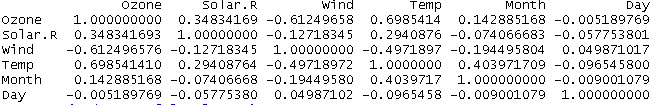 Ozone Solar.R Wind Temp Month Day
Ozone 1.000000000 0.34834169 -0.61249658 0.6985414 0.142885168 -0.005189769
Solar.R 0.348341693 1.00000000 -0.12718345 0.2940876 -0.074066683 -0.057753801
Wind -0.612496576 -0.12718345 1.00000000 -0.4971897 -0.194495804 0.049871017
Temp 0.698541410 0.29408764 -0.49718972 1.0000000 0.403971709 -0.096545800
Month 0.142885168 -0.07406668 -0.19449580 0.4039717 1.000000000 -0.009001079
Day -0.005189769 -0.05775380 0.04987102 -0.0965458 -0.009001079 1.000000000